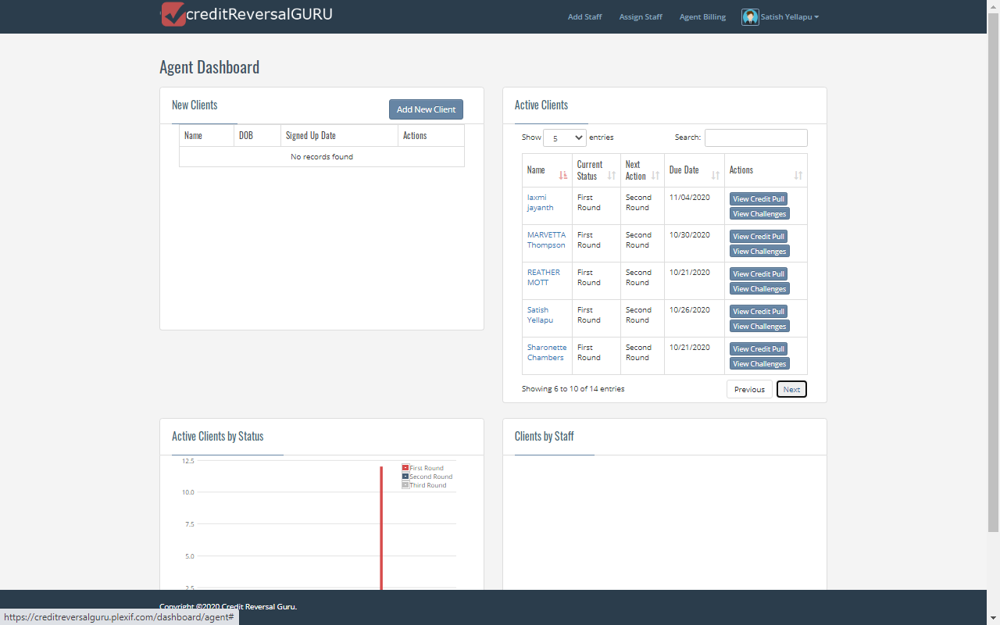 creditReversalGURU
Add Staff
Assign Staff
Agent Billing
Satish Yellapu
Agent Dashboard
New Clients
Add New Client
Name
DOB
Signed Up Date
Actions
No records found
Active Clients
Show
5
entries
Search:
Name
Current
Status
Next
Action
Due Date
Actions
laxmi
jayanth
First
Round
Second
Round
11/04/2020
View Credit Pull
View Challenges
MARVETTA
Thompson
First
Round
Second
Round
10/30/2020
View Credit Pull
View Challenges
REATHER
MOTT
First
Round
Second
Round
10/21/2020
View Credit Pull
View Challenges
Satish
Yellapu
First
Round
Second
Round
10/26/2020
View Credit Pull
View Challenges
Sharonette
Chambers
First
Round
Second
Round
10/21/2020
View Credit Pull
View Challenges
Showing 6 to 10 of 14 entries
Previous
Next
Active Clients by Status
12.5
10.0
7.5
5.0
2.5
First Round
Second Round
Third Round
Clients by Staff
Copyright ©2020 Credit Reversal Guru.
https://creditreversalguru.plexif.com/dashboard/agent#